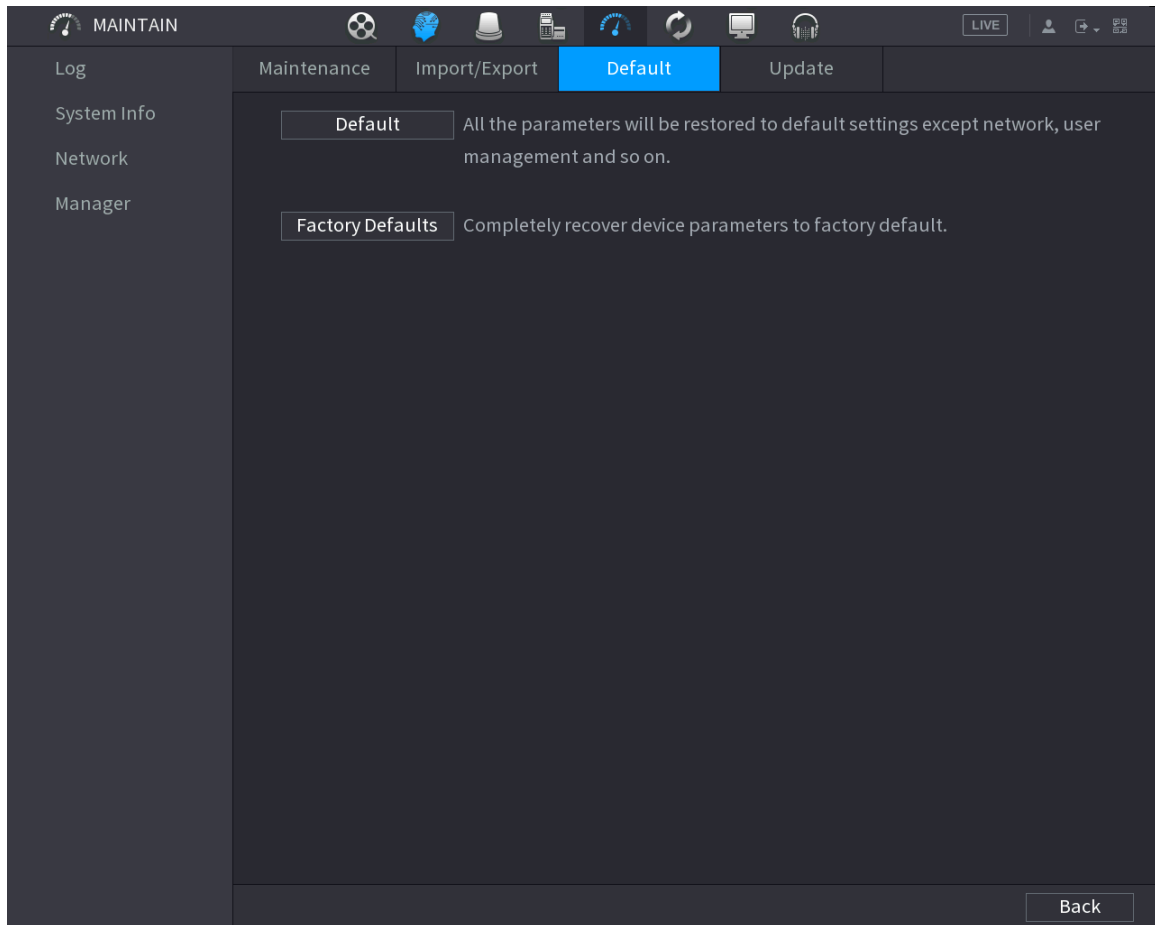 MAINTAIN
LIVE
Log
System Info
Network
Manager
Maintenance
Import/Export
Default
Update
Default
All the parameters will be restored to default settings except network, user
management and so on.
Factory Defaults
Completely recover device parameters to factory default.
Back